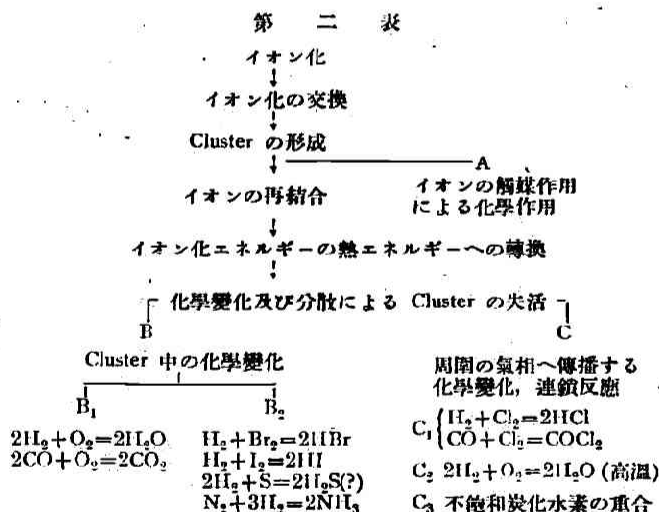 第二表
イオン化
イオン化の交換
Cluster の形成
A
イオンの再結合
イオンの觸媒作用
による化學作用
イオン化エネルギーの熱エネルギーへの轉換
化學變化及び分散による Cluster の失活
B
C
Cluster 中の化學變化
B₁
B₂
2H₂+O₂=2H₂O
2CO+O₂=2CO₂
H₂+Br₂=2HBr
H₂+I₂=2HI
2H₂+S=2H₂S(?)
N₂+3H₂=2NH₃
周圍の氣相へ傳播する
化學變化, 連鎖反應
C₁ H₂+Cl₂=2HCl
CO+Cl₂=COCl₂
C₂ 2H₂+O₂=2H₂O (高溫)
C₃ 不飽和炭化水素の重合